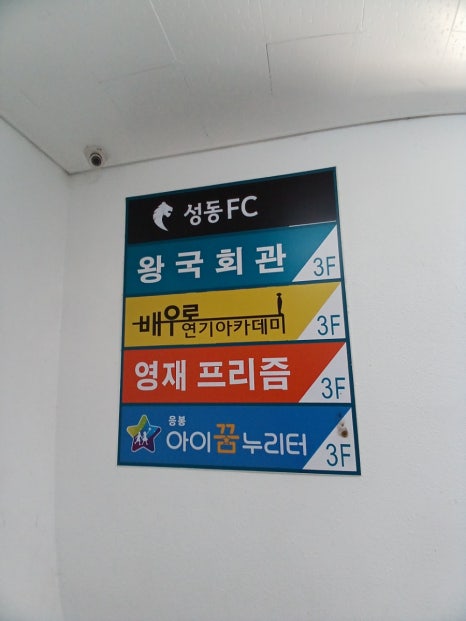 성동FC
왕국회관 3F
배우로
연기아카데미 3F
영재 프리즘 3F
응봉
아이꿈누리터 3F